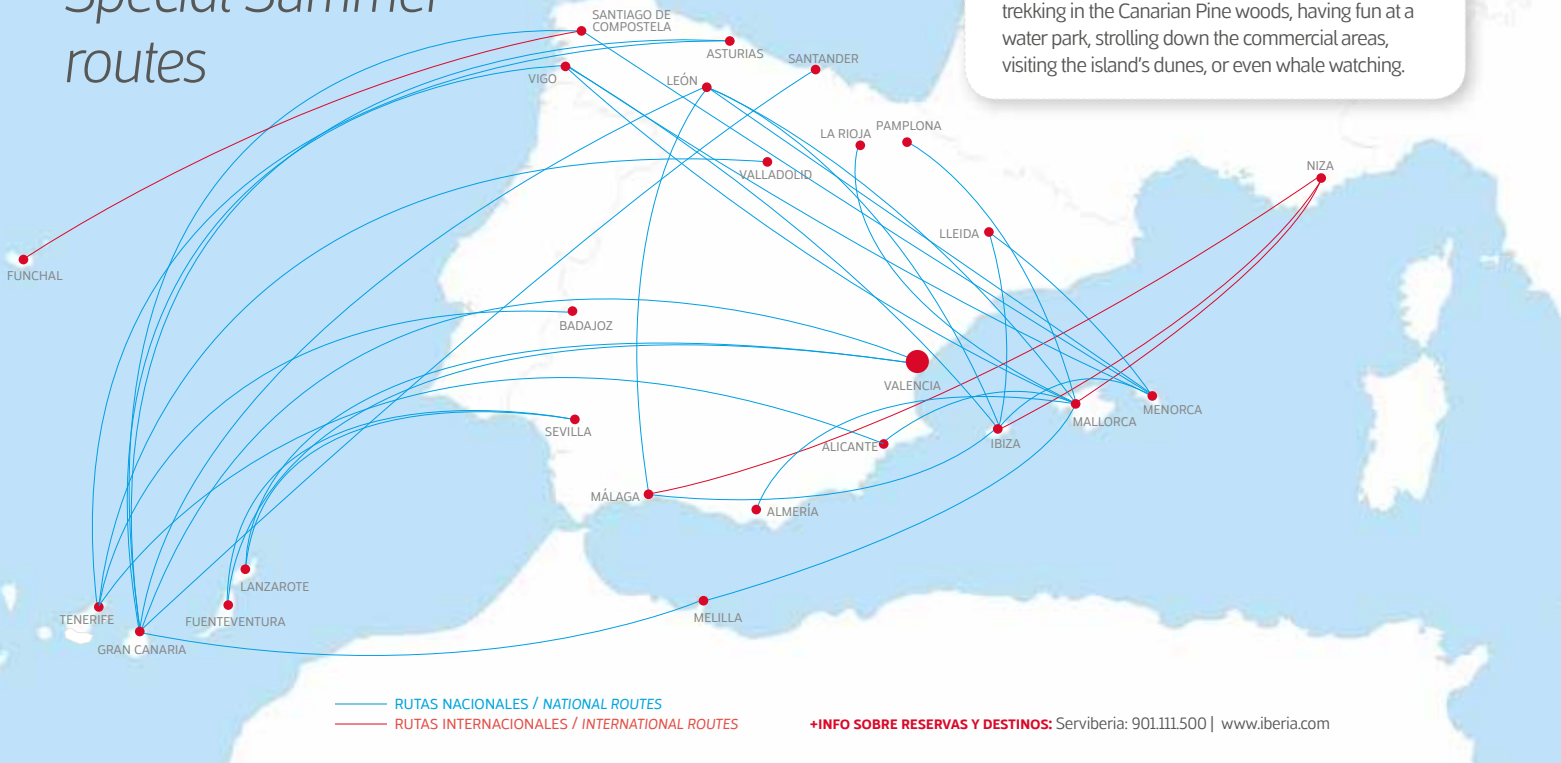 Special Summer
routes
trekking in the Canarian Pine woods, having fun at a
water park, strolling down the commercial areas,
visiting the island's dunes, or even whale watching.
SANTIAGO DE
COMPOSTELA
ASTURIAS
SANTANDER
VIGO
LEÓN
LA RIOJA
PAMPLONA
VALLADOLID
NIZA
LLEIDA
FUNCHAL
BADAJOZ
VALENCIA
SEVILLA
ALICANTE
IBIZA
MALLORCA
MENORCA
MÁLAGA
ALMERÍA
LANZAROTE
TENERIFE
FUENTEVENTURA
GRAN CANARIA
MELILLA
RUTAS NACIONALES / NATIONAL ROUTES
RUTAS INTERNACIONALES / INTERNATIONAL ROUTES
+INFO SOBRE RESERVAS Y DESTINOS: Serviberia: 901.111.500 | www.iberia.com